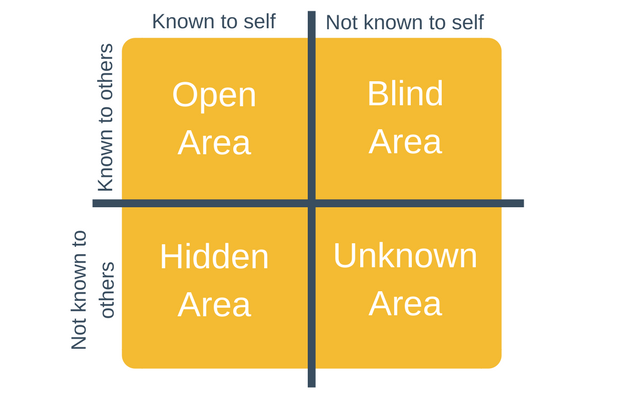 Known to self
Not known to self
Known to others
Open
Area
Blind
Area
Not known to
others
Hidden
Area
Unknown
Area